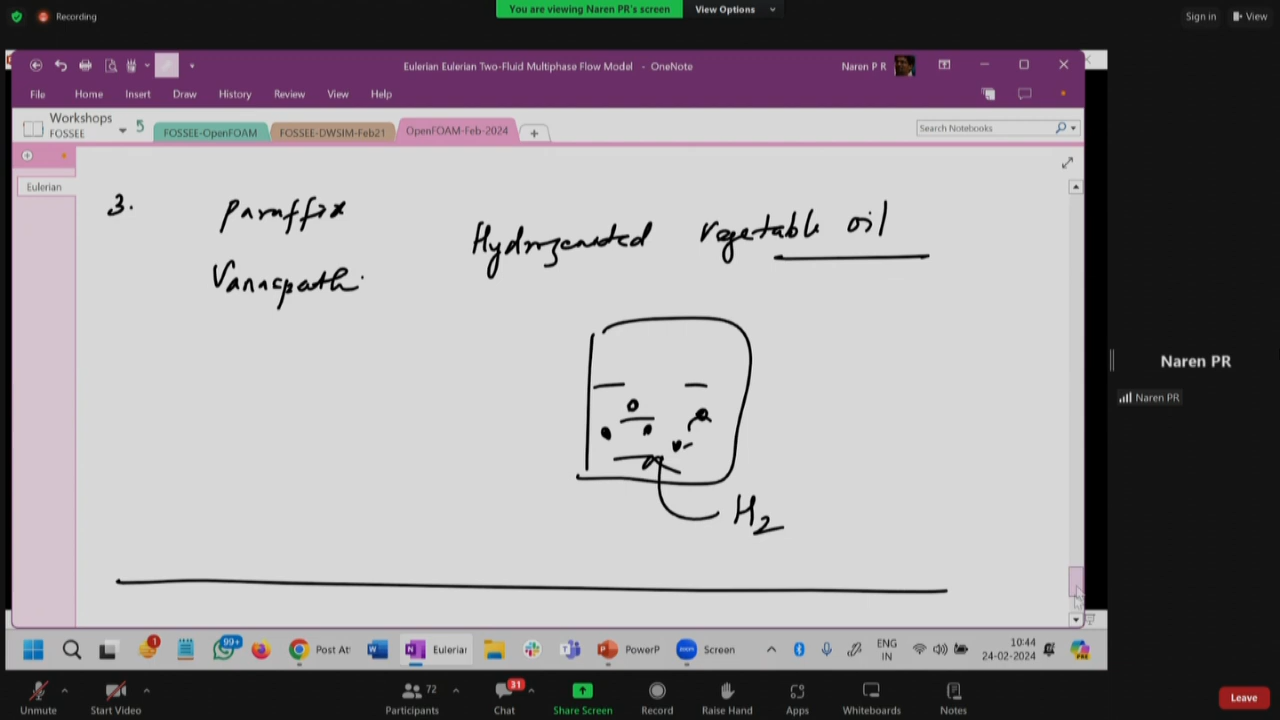 Recording
You are viewing Naren PR's screen
View Options
Sign in
View
Eulerian Eulerian Two-Fluid Multiphase Flow Model - OneNote
Naren P R
File
Home
Insert
Draw
History
Review
View
Help
Workshops
FOSSEE
FOSSEE-OpenFOAM
FOSSEE-DWSIM-Feb21
OpenFOAM-Feb-2024
Search Notebooks
Eulerian
3.
Hydrogenated vegetable oil
H2
Naren PR
Naren PR
99+
1
Post At
Eulerian
PowerP
Screen
ENG
IN
10:44
24-02-2024
PRE
Unmute
Start Video
72
Participants
31
Chat
Share Screen
Record
Raise Hand
Apps
Whiteboards
Notes
Leave